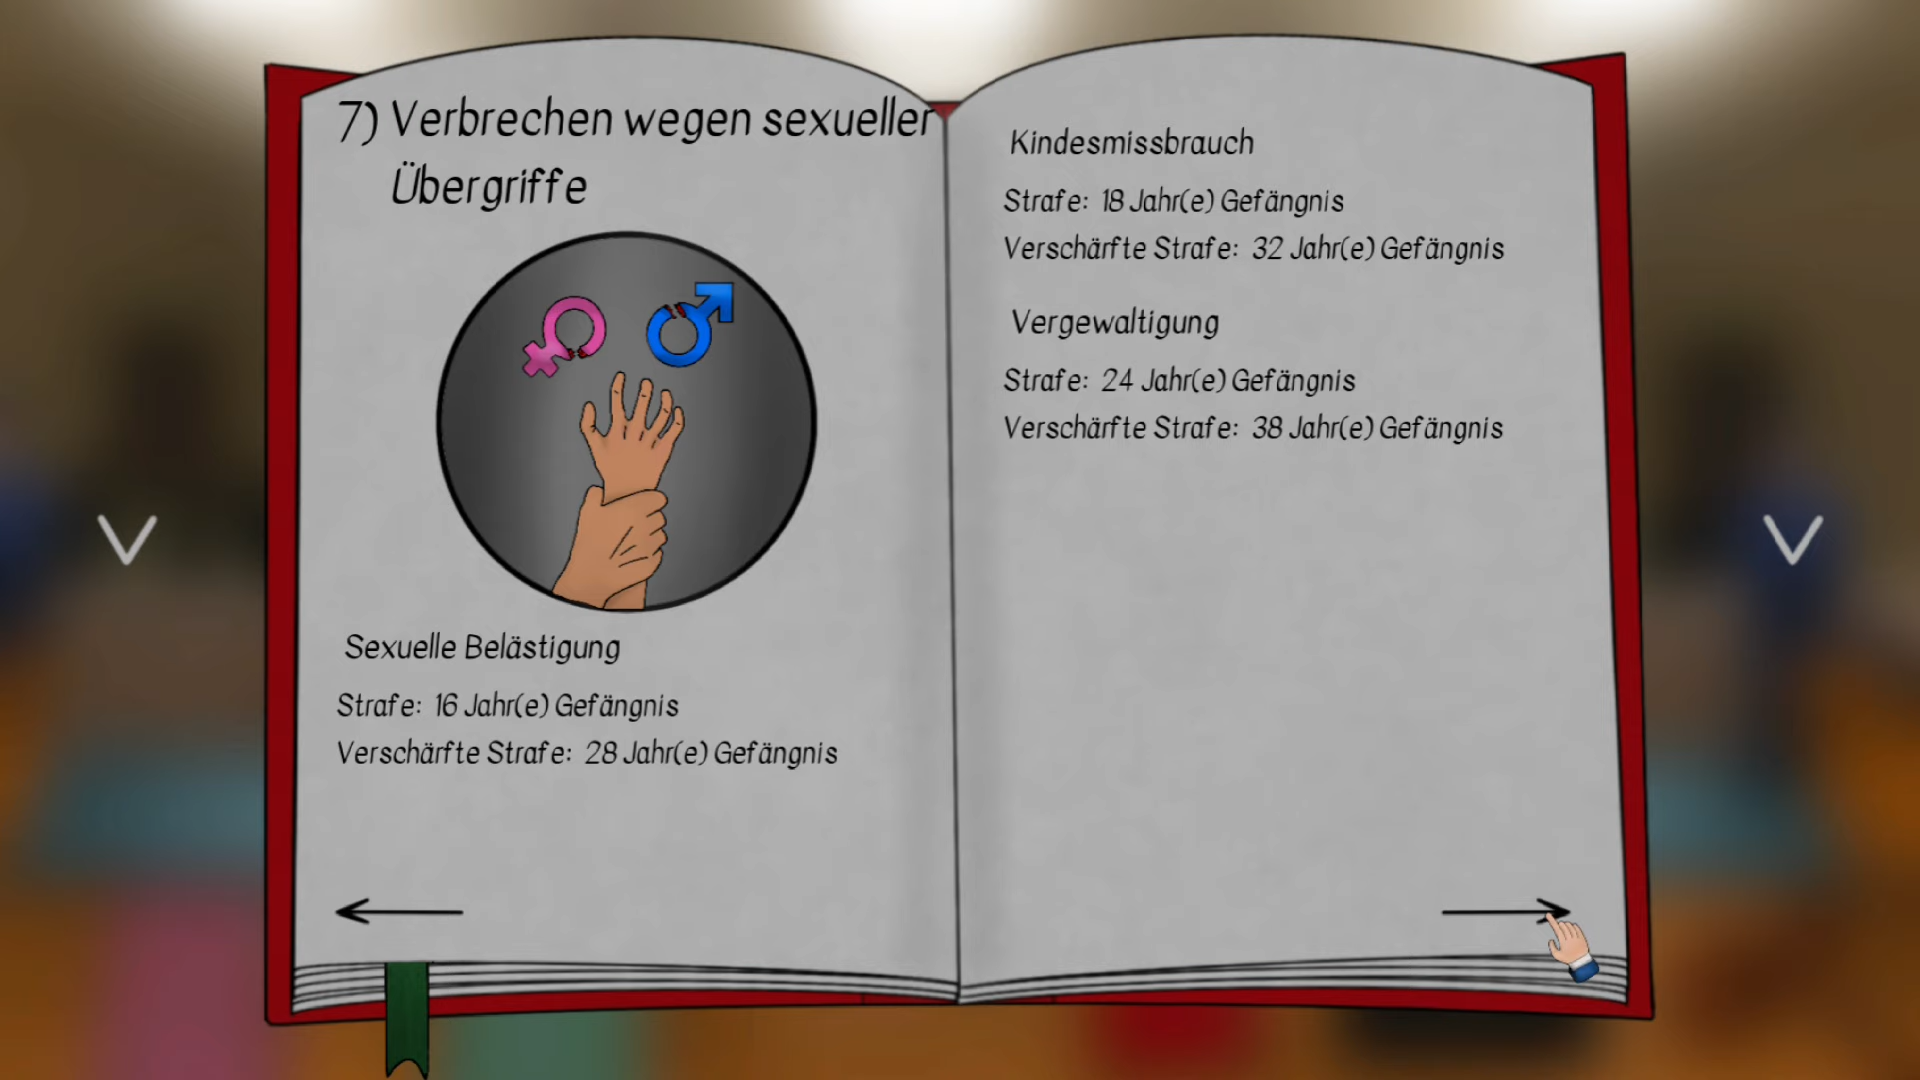 7) Verbrechen wegen sexueller
Übergriffe
Sexuelle Belästigung
Strafe: 16 Jahr(e) Gefängnis
Verschärfte Strafe: 28 Jahr(e) Gefängnis
Kindesmissbrauch
Strafe: 18 Jahr(e) Gefängnis
Verschärfte Strafe: 32 Jahr(e) Gefängnis
Vergewaltigung
Strafe: 24 Jahr(e) Gefängnis
Verschärfte Strafe: 38 Jahr(e) Gefängnis